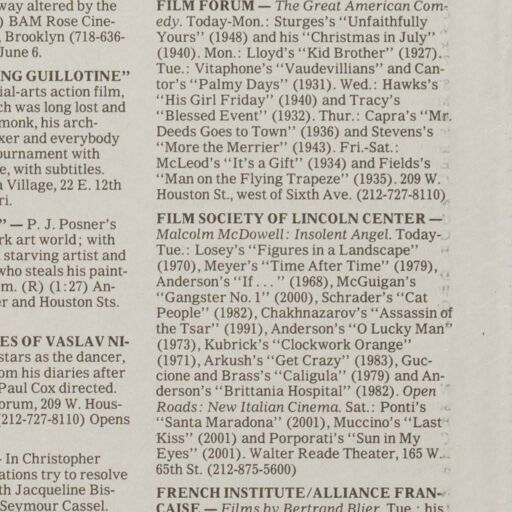 way altered by the
) BAM Rose Cine-
, Brooklyn (718-636-
June 6.
NG GUILLOTINE"
ial-arts action film,
ch was long lost and
monk, his arch-
xer and everybody
ournament with
e, with subtitles.
a Village, 22 E. 12th
ri.
" — P. J. Posner's
rk art world; with
starving artist and
who steals his paint-
m. (R) (1:27) An-
er and Houston Sts.
ES OF VASLAV NI-
stars as the dancer,
om his diaries after
Paul Cox directed.
orum, 209 W. Hous-
(212-727-8110) Opens
- In Christopher
ations try to resolve
th Jacqueline Bis-
Seymour Cassel.
FILM FORUM — The Great American Com-
edy. Today-Mon.: Sturges's "Unfaithfully
Yours" (1948) and his "Christmas in July"
(1940). Mon.: Lloyd's "Kid Brother" (1927).
Tue.: Vitaphone's "Vaudevillians" and Can-
tor's "Palmy Days" (1931). Wed.: Hawks's
"His Girl Friday" (1940) and Tracy's
"Blessed Event" (1932). Thur.: Capra's "Mr.
Deeds Goes to Town" (1936) and Stevens's
"More the Merrier" (1943). Fri.-Sat.:
McLeod's "It's a Gift" (1934) and Fields's
"Man on the Flying Trapeze" (1935). 209 W.
Houston St., west of Sixth Ave. (212-727-8110)
FILM SOCIETY OF LINCOLN CENTER —
Malcolm McDowell: Insolent Angel. Today-
Tue.: Losey's "Figures in a Landscape"
(1970), Meyer's "Time After Time" (1979),
Anderson's "If . . . " (1968), McGuigan's
"Gangster No. 1" (2000), Schrader's "Cat
People" (1982), Chakhnazarov's "Assassin of
the Tsar" (1991), Anderson's "O Lucky Man"
(1973), Kubrick's "Clockwork Orange"
(1971), Arkush's "Get Crazy" (1983), Guc-
cione and Brass's "Caligula" (1979) and An-
derson's "Brittania Hospital" (1982). Open
Roads: New Italian Cinema. Sat.: Ponti's
"Santa Maradona" (2001), Muccino's "Last
Kiss" (2001) and Porporati's "Sun in My
Eyes" (2001). Walter Reade Theater, 165 W.
65th St. (212-875-5600)
FRENCH INSTITUTE/ALLIANCE FRAN-
CAISE — Films by Bertrand Blier. Tue.: his